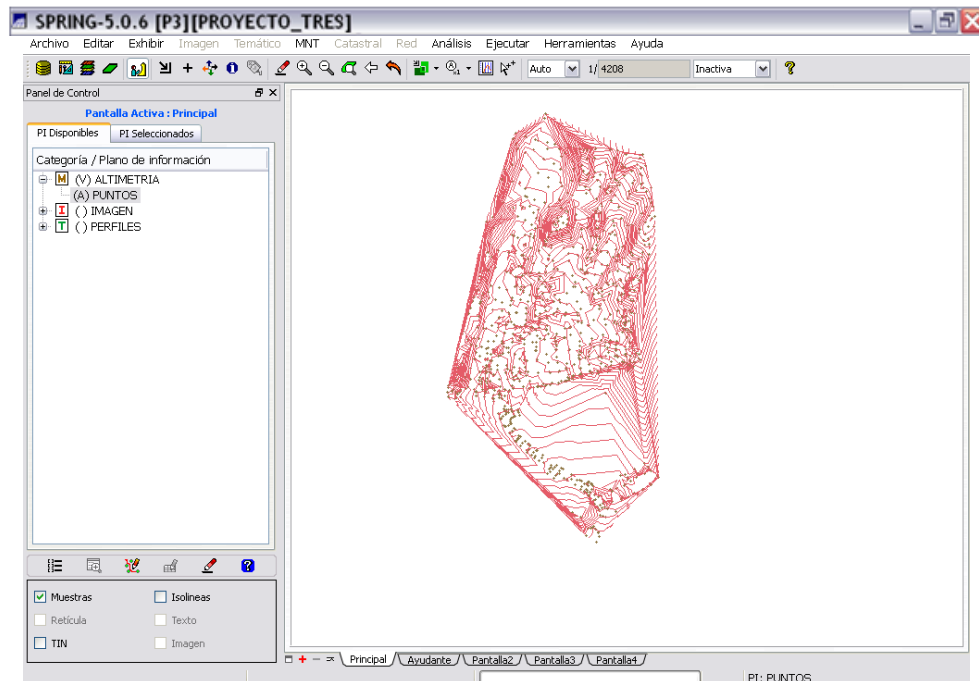 SPRING-5.0.6 [P3][PROYECTO_TRES]
Archivo Editar Exhibir Imagen Temático MNT Catastral Red Análisis Ejecutar Herramientas Ayuda
Auto 1/ 4208 Inactiva
Panel de Control
Pantalla Activa : Principal
PI Disponibles PI Seleccionados
Categoría / Plano de información
M (V) ALTIMETRIA
(A) PUNTOS
I ( ) IMAGEN
T ( ) PERFILES
Muestras Isolineas
Retícula Texto
TIN Imagen
Principal Ayudante Pantalla2 Pantalla3 Pantalla4
PI: PUNTOS